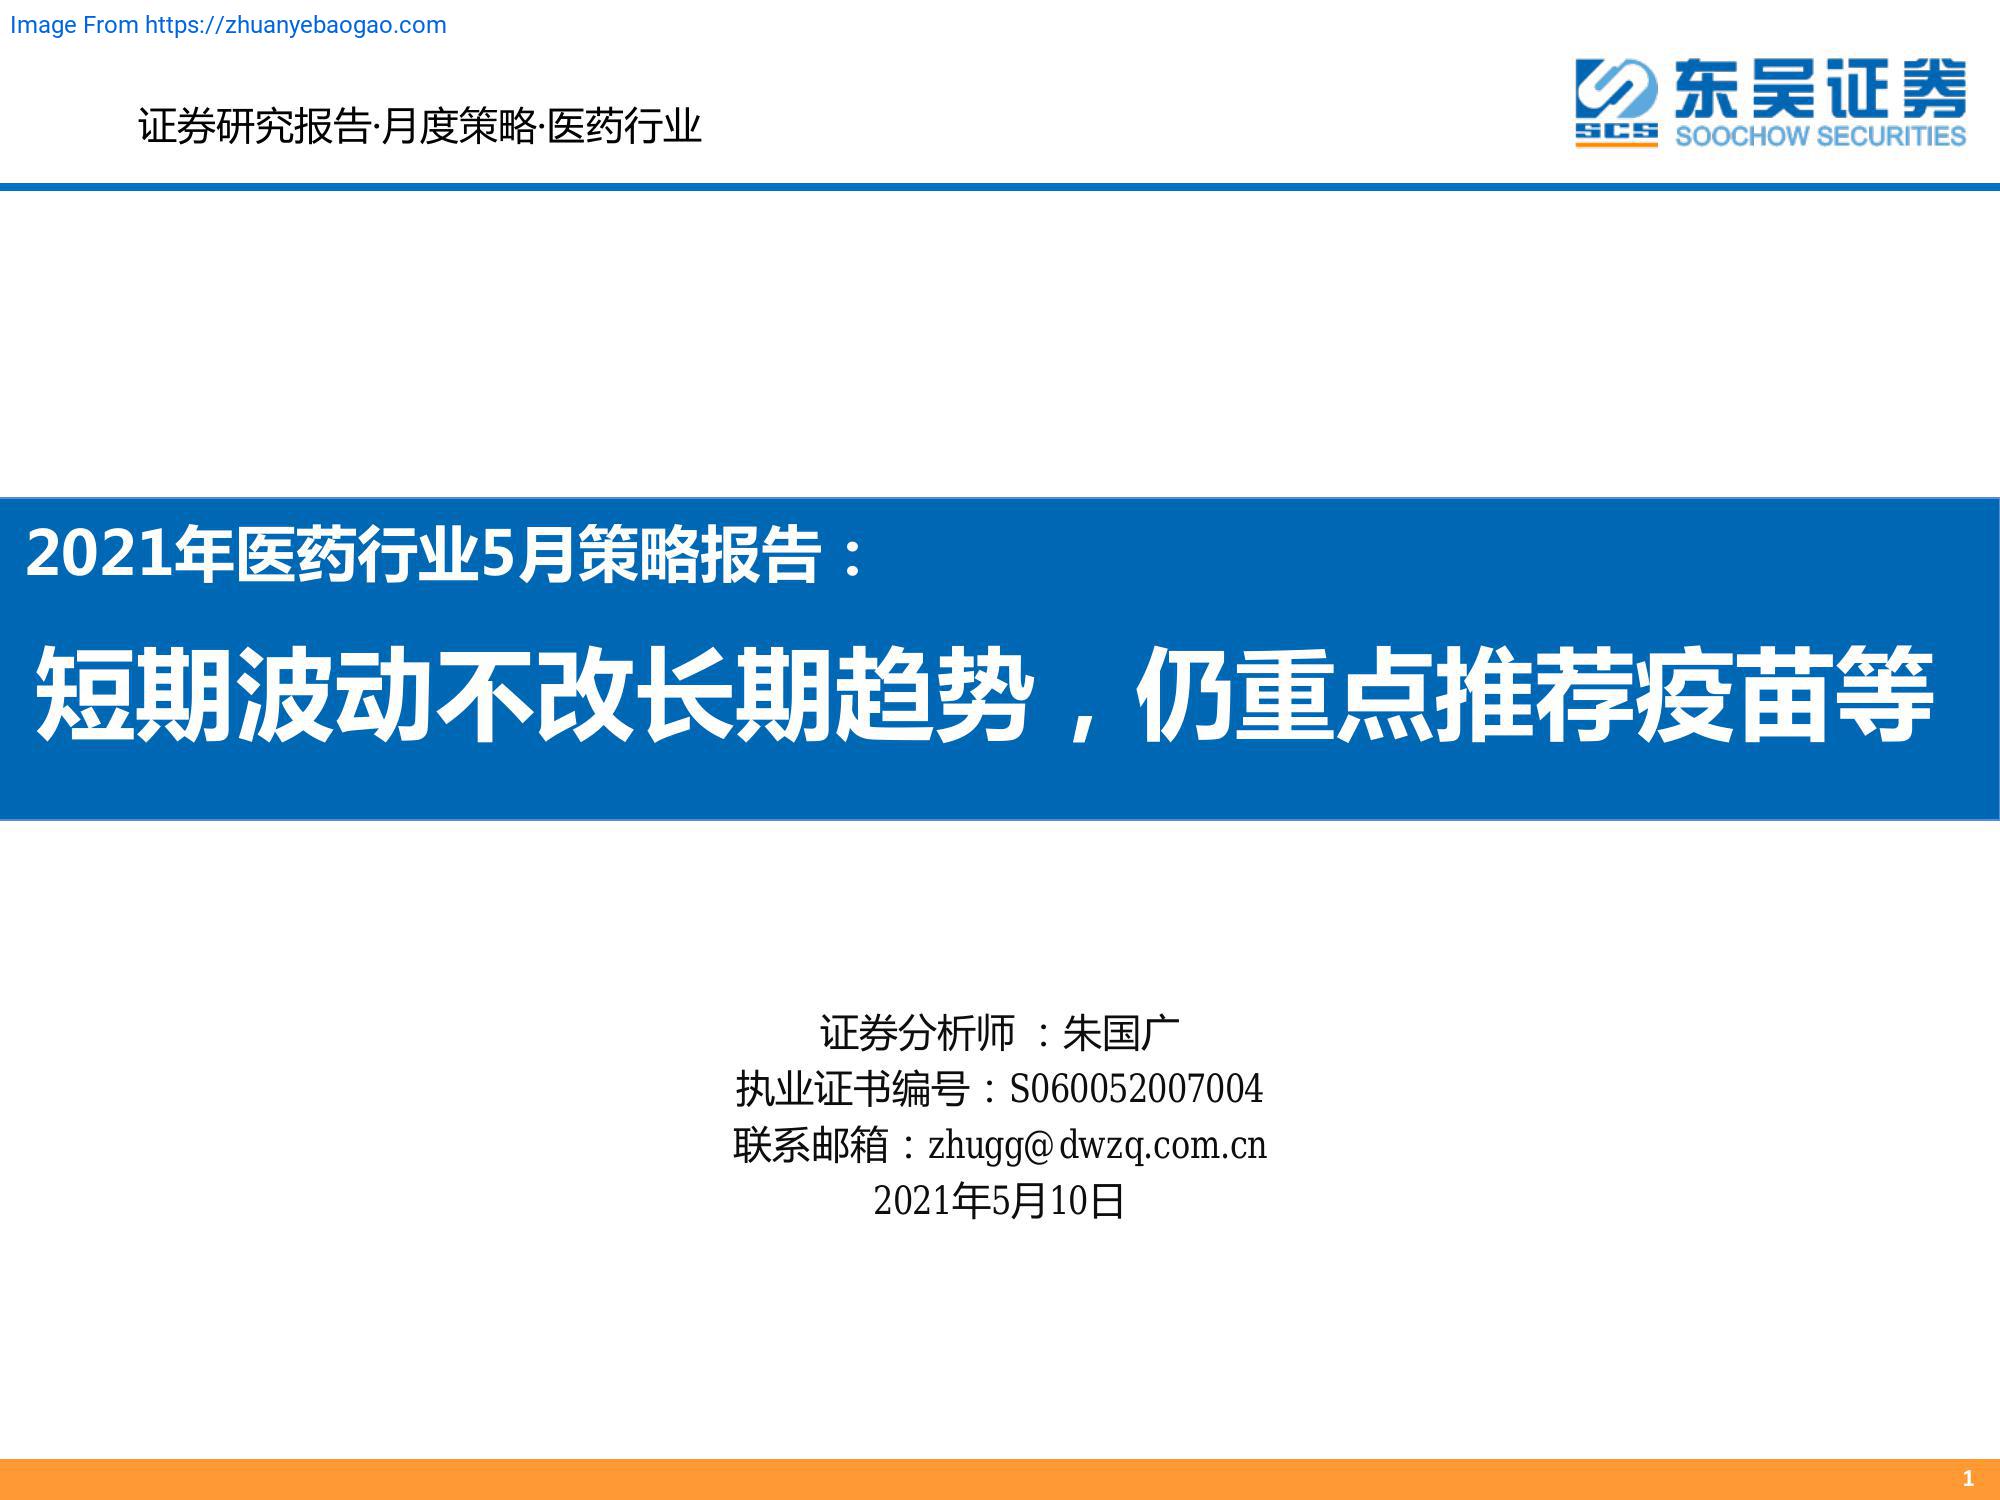 Image From https://zhuanyebaogao.com
证券研究报告·月度策略·医药行业
东吴证券
SCS
SOOCHOW SECURITIES
2021年医药行业5月策略报告：
短期波动不改长期趋势，仍重点推荐疫苗等
证券分析师 ：朱国广
执业证书编号：S060052007004
联系邮箱：zhugg@dwzq.com.cn
2021年5月10日
1